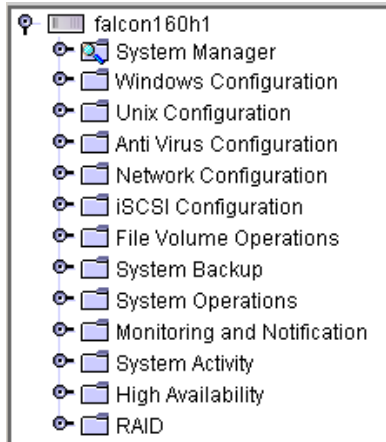 falcon160h1
System Manager
Windows Configuration
Unix Configuration
Anti Virus Configuration
Network Configuration
iSCSI Configuration
File Volume Operations
System Backup
System Operations
Monitoring and Notification
System Activity
High Availability
RAID